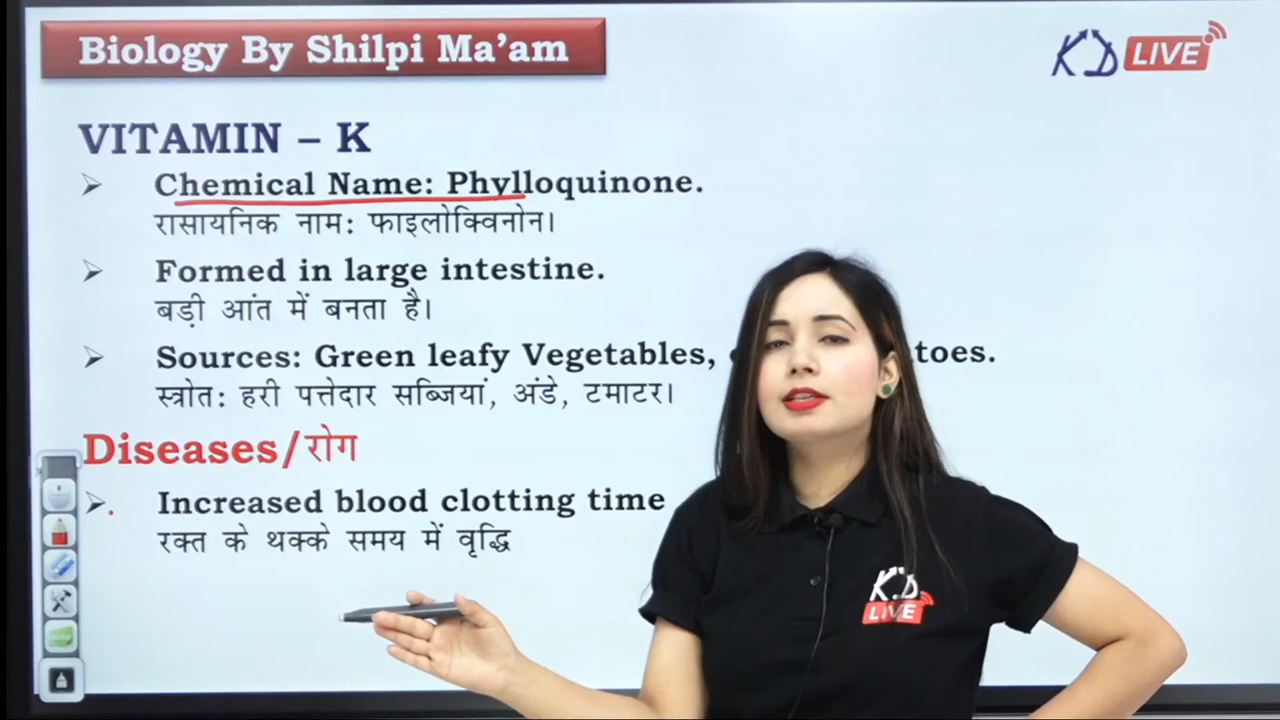 Biology By Shilpi Ma’am
KD LIVE
VITAMIN – K
➢ Chemical Name: Phylloquinone.
रासायनिक नाम: फाइलोक्विनोन।
➢ Formed in large intestine.
बड़ी आंत में बनता है।
➢ Sources: Green leafy Vegetables, toes.
स्त्रोत: हरी पत्तेदार सब्जियां, अंडे, टमाटर।
Diseases/रोग
➢ Increased blood clotting time
रक्त के थक्के समय में वृद्धि
KD
LIVE